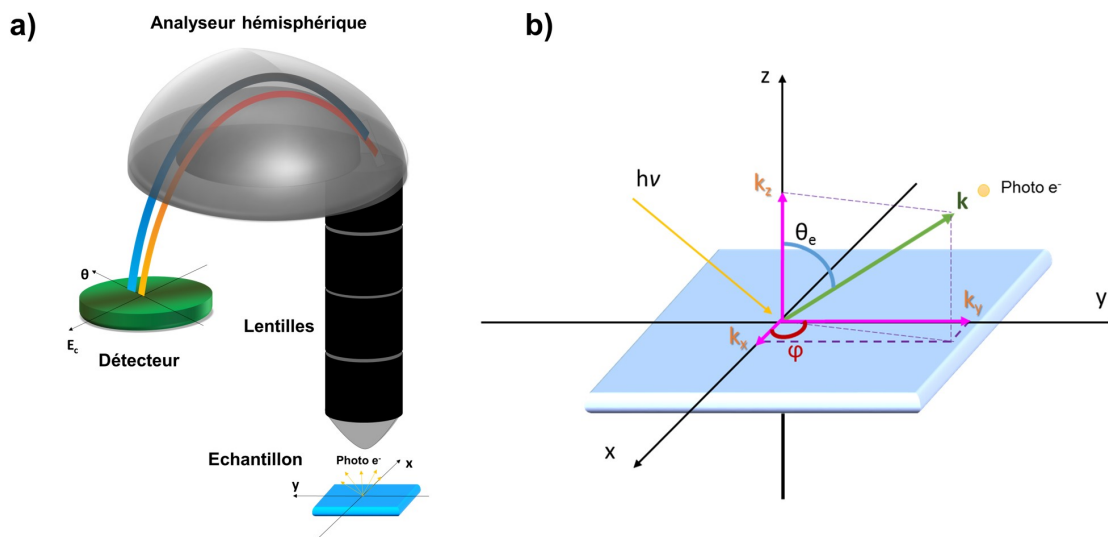 a)
Analyseur hémisphérique
θ
E_c
Détecteur
Lentilles
Echantillon
Photo e⁻
x
y
b)
z
hν
k_z
θ_e
k
Photo e⁻
k_y
y
k_x
φ
x